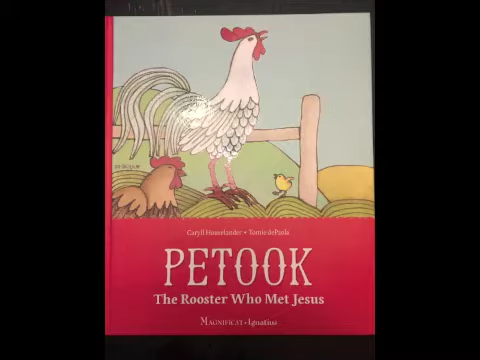 Caryll Houselander • Tomie dePaola
PETOOK
The Rooster Who Met Jesus
MAGNIFICAT • Ignatius